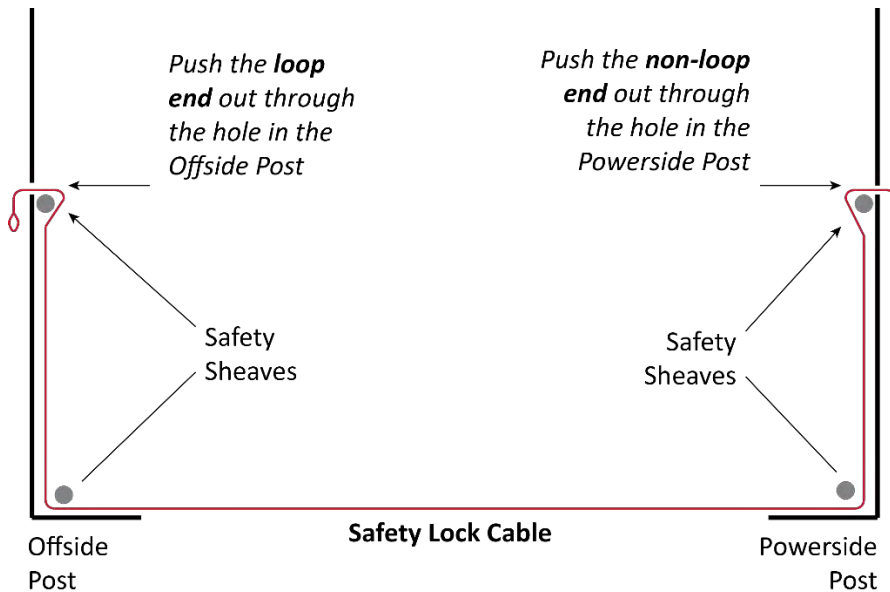 Push the loop
end out through
the hole in the
Offside Post
Push the non-loop
end out through
the hole in the
Powerside Post
Safety
Sheaves
Safety
Sheaves
Safety Lock Cable
Offside
Post
Powerside
Post